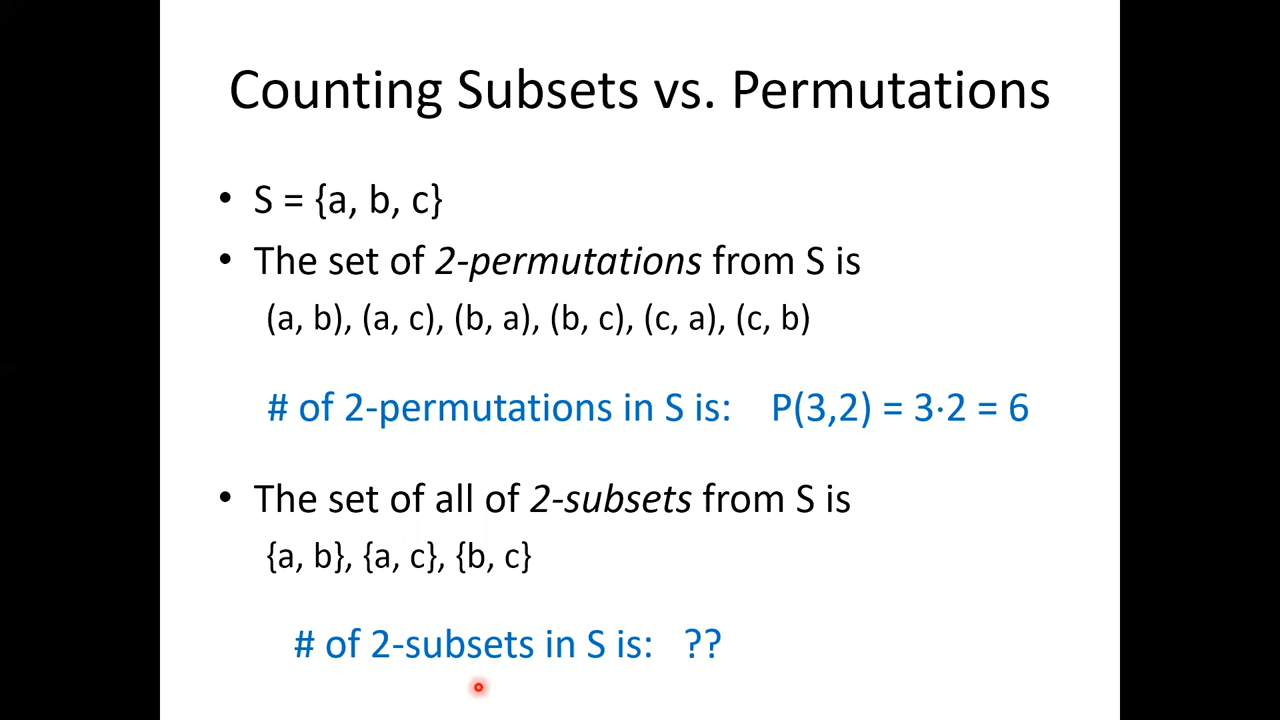 Counting Subsets vs. Permutations
• S = {a, b, c}
• The set of 2-permutations from S is
(a, b), (a, c), (b, a), (b, c), (c, a), (c, b)
# of 2-permutations in S is: P(3,2) = 3·2 = 6
• The set of all of 2-subsets from S is
{a, b}, {a, c}, {b, c}
# of 2-subsets in S is: ??